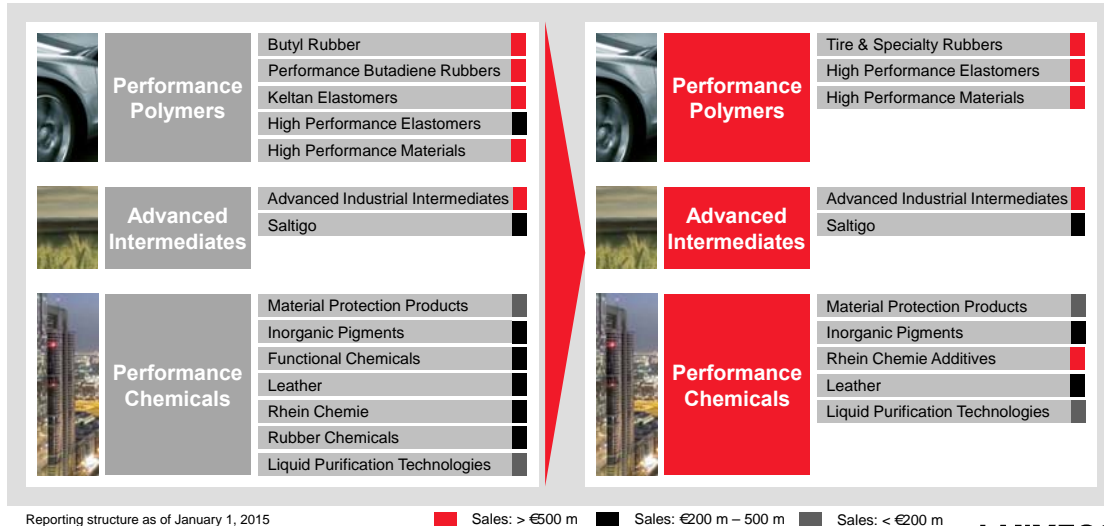 Performance
Polymers
Butyl Rubber
Performance Butadiene Rubbers
Keltan Elastomers
High Performance Elastomers
High Performance Materials
Advanced
Intermediates
Advanced Industrial Intermediates
Saltigo
Performance
Chemicals
Material Protection Products
Inorganic Pigments
Functional Chemicals
Leather
Rhein Chemie
Rubber Chemicals
Liquid Purification Technologies
Performance
Polymers
Tire & Specialty Rubbers
High Performance Elastomers
High Performance Materials
Advanced
Intermediates
Advanced Industrial Intermediates
Saltigo
Performance
Chemicals
Material Protection Products
Inorganic Pigments
Rhein Chemie Additives
Leather
Liquid Purification Technologies
Reporting structure as of January 1, 2015
Sales: > €500 m
Sales: €200 m – 500 m
Sales: < €200 m